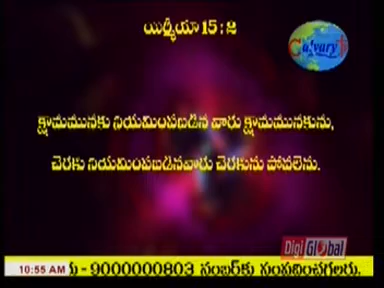 యిర్మీయా 15 : 2
Calvary
క్షామమునకు నియమింపబడిన వారు క్షామమునకును,
చెరకు నియమింపబడినవారు చెరకును పోవలెను.
Digi Global
10:55 AM - 9000000803 నంబర్‌కు సంపదించగలరు.